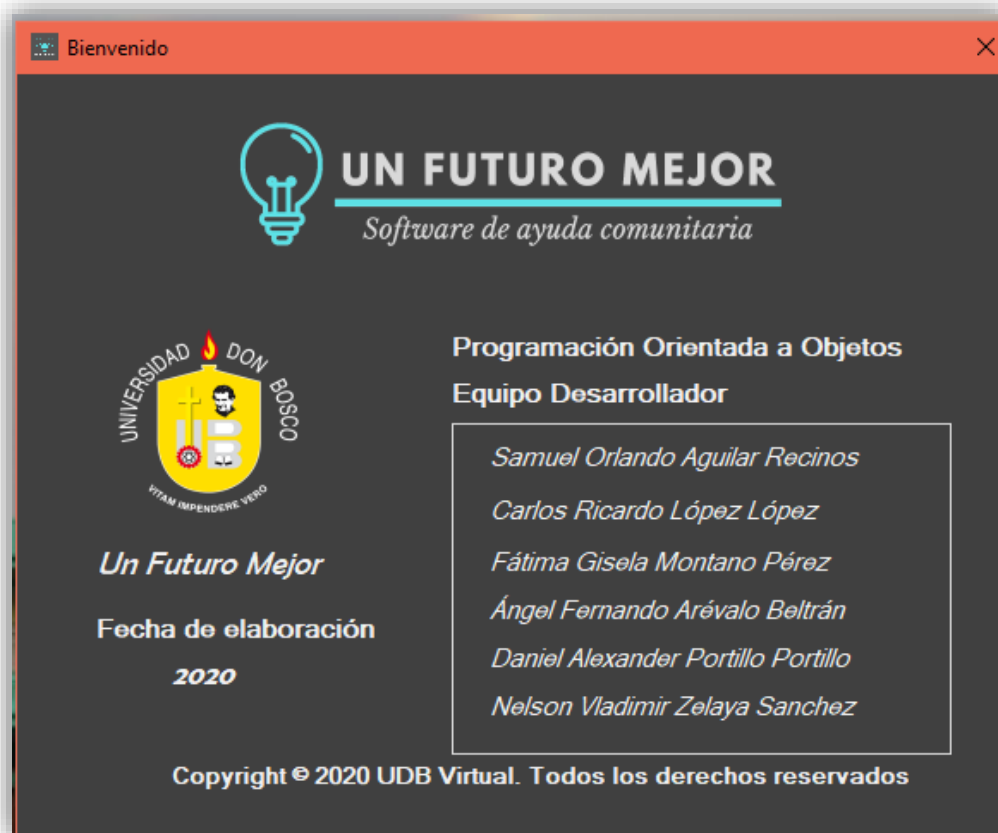 Bienvenido
UN FUTURO MEJOR
Software de ayuda comunitaria
UNIVERSIDAD DON BOSCO
UB
VITAM IMPENDERE VERO
Un Futuro Mejor
Fecha de elaboración
2020
Programación Orientada a Objetos
Equipo Desarrollador
Samuel Orlando Aguilar Recinos
Carlos Ricardo López López
Fátima Gisela Montano Pérez
Ángel Fernando Arévalo Beltrán
Daniel Alexander Portillo Portillo
Nelson Vladimir Zelaya Sanchez
Copyright © 2020 UDB Virtual. Todos los derechos reservados